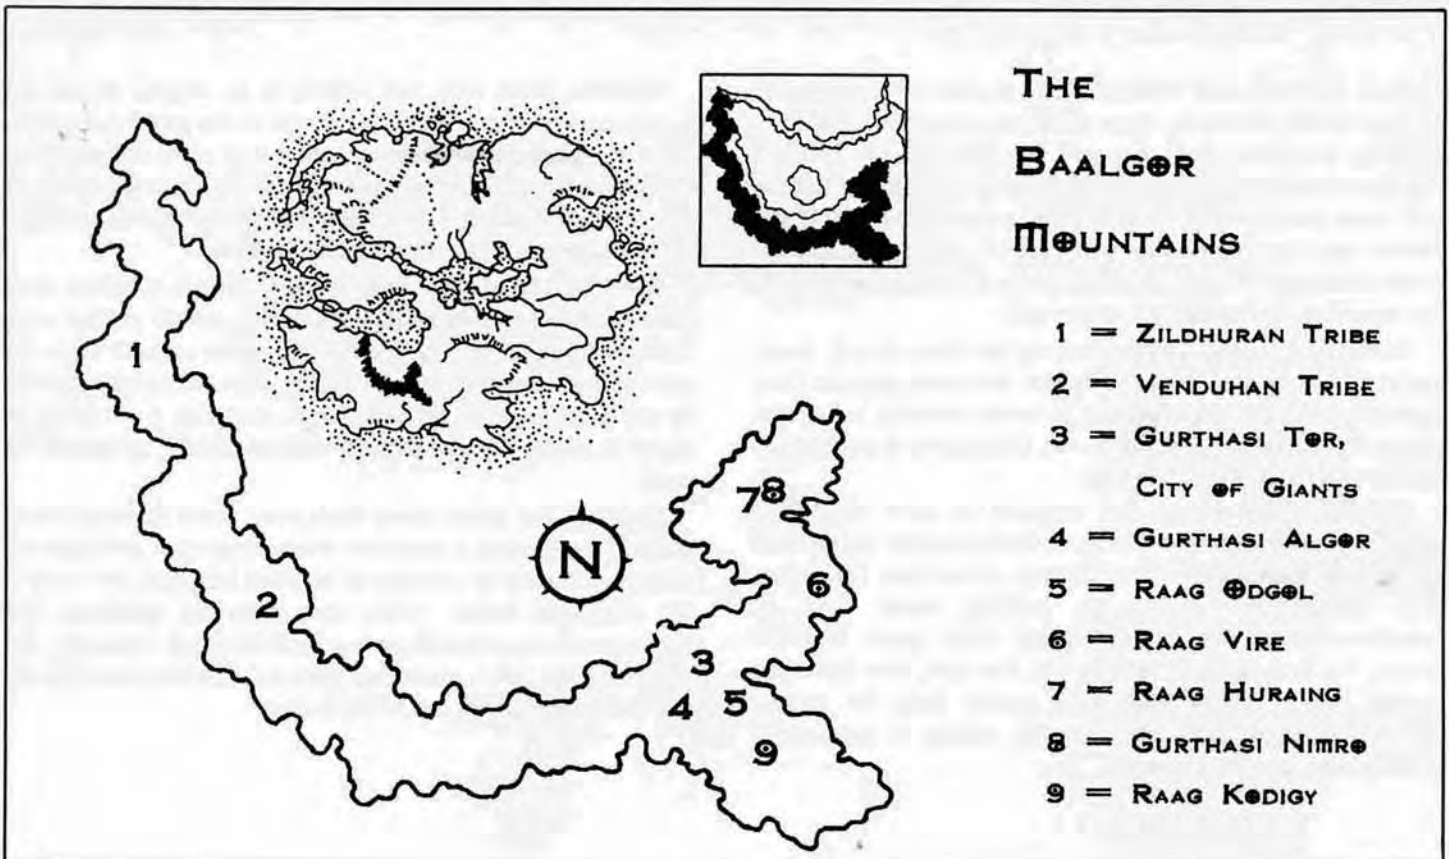 The
Baalgor
Mountains
1 = Zildhuran Tribe
2 = Venduhan Tribe
3 = Gurthasi Tor,
City of Giants
4 = Gurthasi Algor
5 = Raag Odgol
6 = Raag Vire
7 = Raag Huraing
8 = Gurthasi Nimro
9 = Raag Kodigy
1
2
N
7 8
6
3
4 5
9